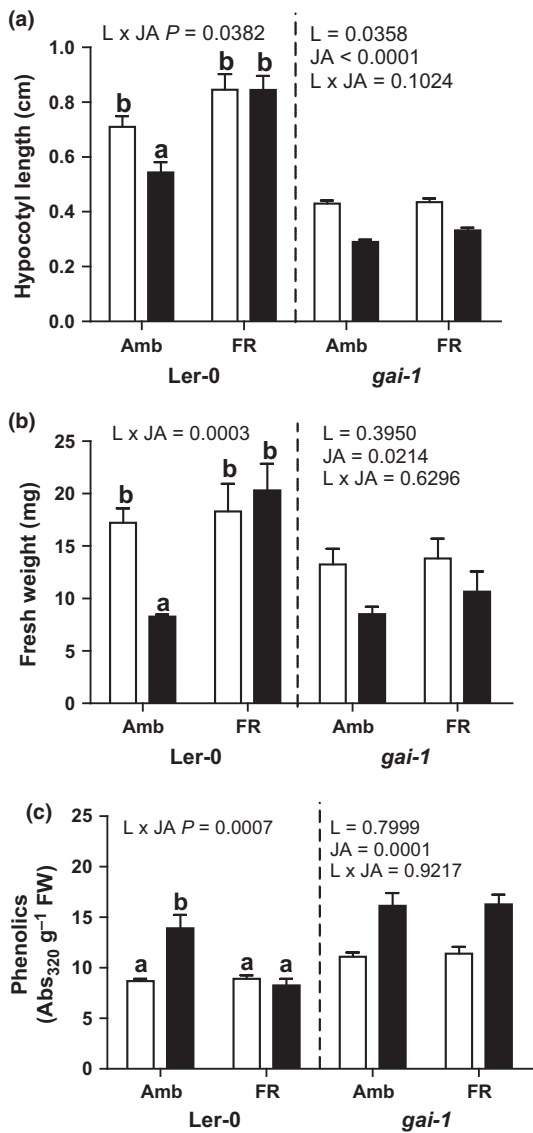 (a)
L x JA P = 0.0382
L = 0.0358
JA < 0.0001
L x JA = 0.1024
Hypocotyl length (cm)
1.0
0.8
0.6
0.4
0.2
0.0
b
a
b
b
Amb
FR
Amb
FR
Ler-0
gai-1
(b)
L x JA = 0.0003
L = 0.3950
JA = 0.0214
L x JA = 0.6296
Fresh weight (mg)
25
20
15
10
5
0
b
a
b
b
Amb
FR
Amb
FR
Ler-0
gai-1
(c)
L x JA P = 0.0007
L = 0.7999
JA = 0.0001
L x JA = 0.9217
Phenolics
(Abs₃₂₀ g⁻¹ FW)
25
20
15
10
5
0
a
b
a
a
Amb
FR
Amb
FR
Ler-0
gai-1